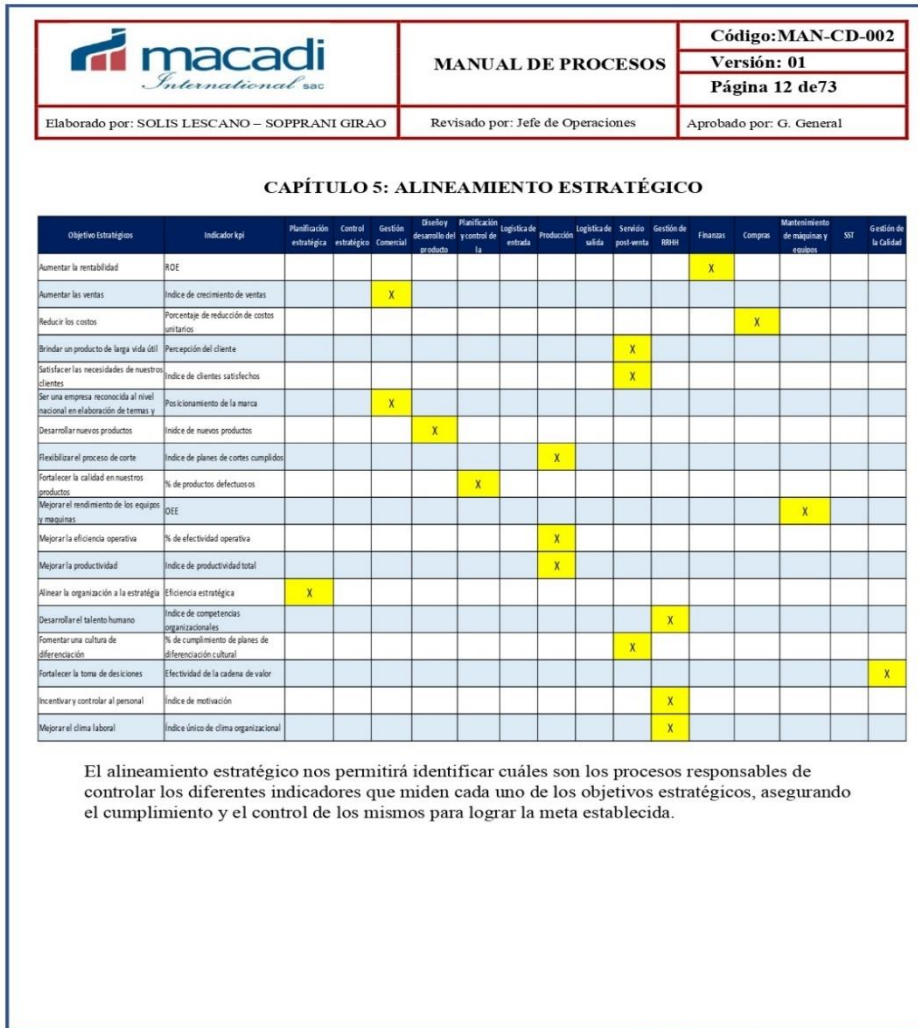 macadi
International sac
MANUAL DE PROCESOS
Código:MAN-CD-002
Versión: 01
Página 12 de73
Elaborado por: SOLIS LESCANO – SOPPRANI GIRAO
Revisado por: Jefe de Operaciones
Aprobado por: G. General
CAPÍTULO 5: ALINEAMIENTO ESTRATÉGICO
Objetivo Estratégicos
Indicador kpi
Planificación
estratégica
Control
estratégico
Gestión
Comercial
Diseño y
desarrollo del
producto
Planificación
y control de
la
Logística de
entrada
Producción
Logística de
salida
Servicio
post-venta
Gestión de
RRHH
Finanzas
Compras
Mantenimiento
de máquinas y
equipos
SST
Gestión de
la Calidad
Aumentar la rentabilidad
ROE
X
Aumentar las ventas
Indice de crecimiento de ventas
X
Reducir los costos
Porcentaje de reducción de costos
unitarios
X
Brindar un producto de larga vida útil
Percepción del cliente
X
Satisfacer las necesidades de nuestros
clientes
Indice de clientes satisfechos
X
Ser una empresa reconocida al nivel
nacional en elaboración de termas y
Posicionamiento de la marca
X
Desarrollar nuevos productos
Inidce de nuevos productos
X
Flexibilizar el proceso de corte
Indice de planes de cortes cumplidos
X
Fortalecer la calidad en nuestros
productos
% de productos defectuosos
X
Mejorar el rendimiento de los equipos
y maquinas
OEE
X
Mejorar la eficiencia operativa
% de efectividad operativa
X
Mejorar la productividad
Indice de productividad total
X
Alinear la organización a la estratégia
Eficiencia estratégica
X
Desarrollar el talento humano
Indice de competencias
organizacionales
X
Fomentar una cultura de
diferenciación
% de cumplimiento de planes de
diferenciación cultural
X
Fortalecer la toma de desiciones
Efectividad de la cadena de valor
X
Incentivar y controlar al personal
Índice de motivación
X
Mejorar el clima laboral
Índice único de clima organizacional
X
El alineamiento estratégico nos permitirá identificar cuáles son los procesos responsables de
controlar los diferentes indicadores que miden cada uno de los objetivos estratégicos, asegurando
el cumplimiento y el control de los mismos para lograr la meta establecida.